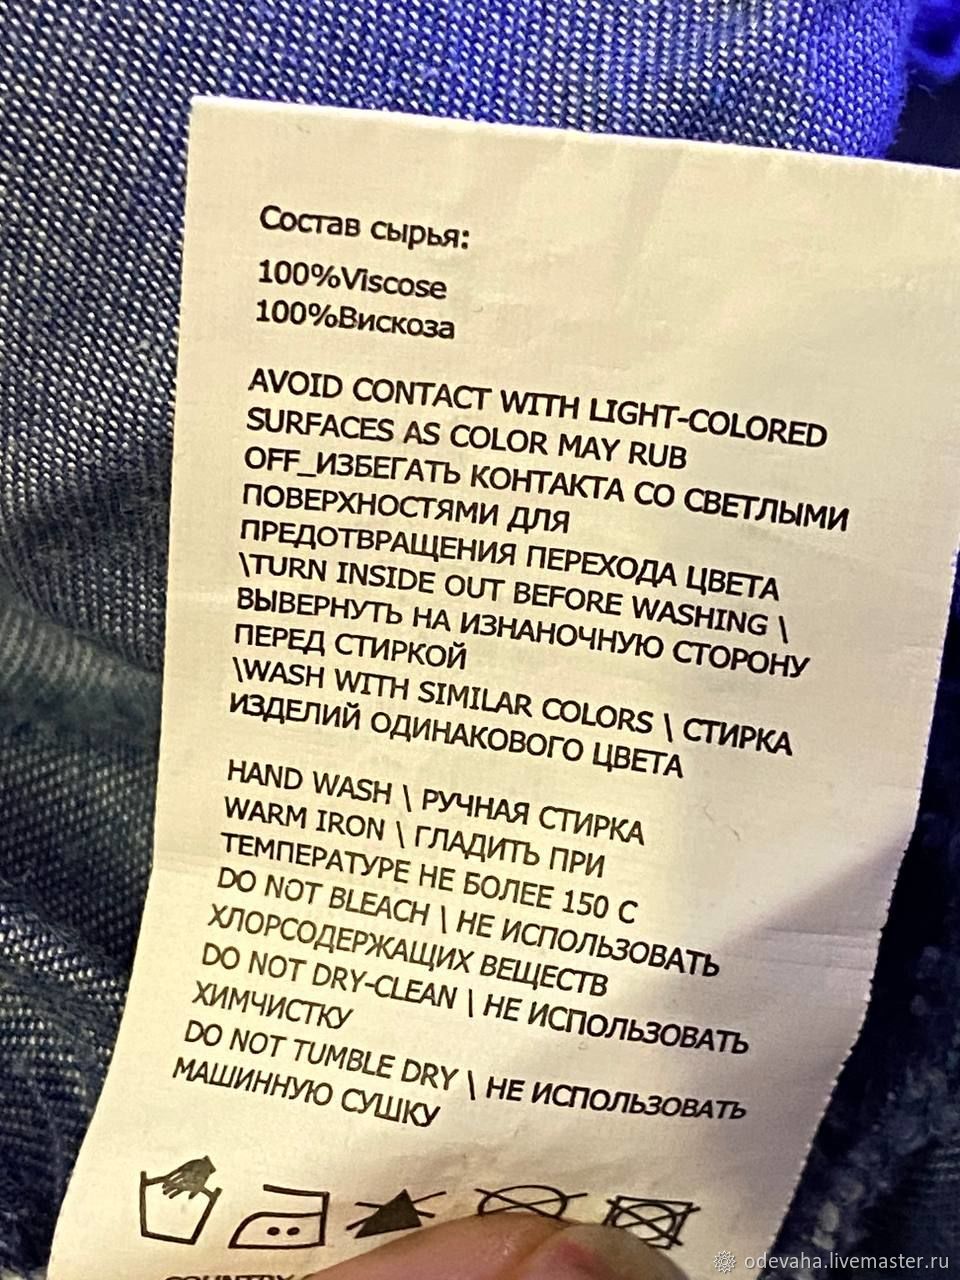 Состав сырья:
100%Viscose
100%Вискоза
AVOID CONTACT WITH LIGHT-COLORED
SURFACES AS COLOR MAY RUB
OFF_ИЗБЕГАТЬ КОНТАКТА СО СВЕТЛЫМИ
ПОВЕРХНОСТЯМИ ДЛЯ
ПРЕДОТВРАЩЕНИЯ ПЕРЕХОДА ЦВЕТА
\TURN INSIDE OUT BEFORE WASHING \
ВЫВЕРНУТЬ НА ИЗНАНОЧНУЮ СТОРОНУ
ПЕРЕД СТИРКОЙ
\WASH WITH SIMILAR COLORS \ СТИРКА
ИЗДЕЛИЙ ОДИНАКОВОГО ЦВЕТА
HAND WASH \ РУЧНАЯ СТИРКА
WARM IRON \ ГЛАДИТЬ ПРИ
ТЕМПЕРАТУРЕ НЕ БОЛЕЕ 150 С
DO NOT BLEACH \ НЕ ИСПОЛЬЗОВАТЬ
ХЛОРСОДЕРЖАЩИХ ВЕЩЕСТВ
DO NOT DRY-CLEAN \ НЕ ИСПОЛЬЗОВАТЬ
ХИМЧИСТКУ
DO NOT TUMBLE DRY \ НЕ ИСПОЛЬЗОВАТЬ
МАШИННУЮ СУШКУ
COUNTRY
odevaha.livemaster.ru